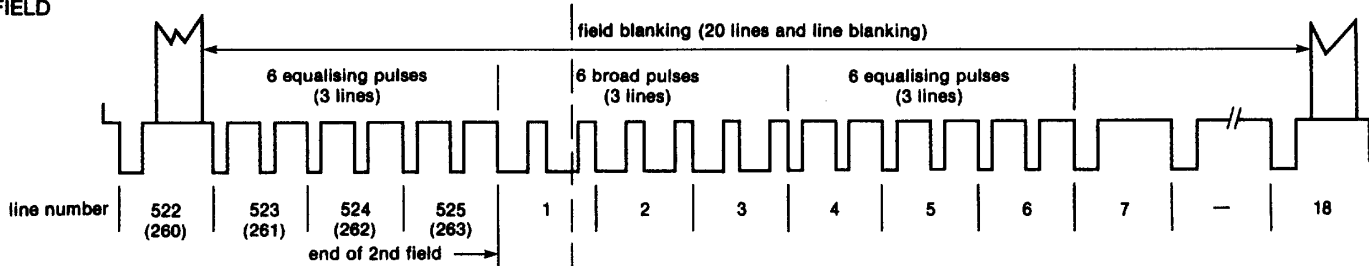 FIELD
field blanking (20 lines and line blanking)
6 equalising pulses
(3 lines)
6 broad pulses
(3 lines)
6 equalising pulses
(3 lines)
line number 522 523 524 525 1 2 3 4 5 6 7 — 18
(260) (261) (262) (263)
end of 2nd field